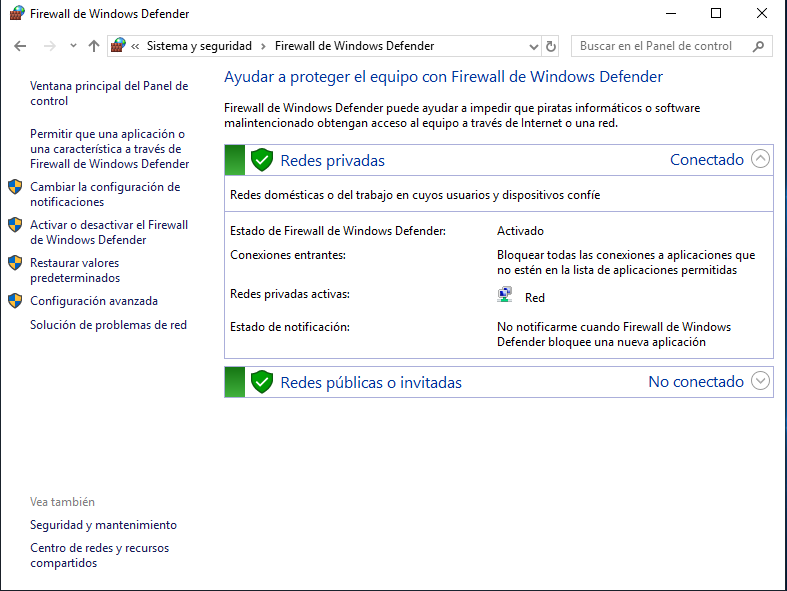 Firewall de Windows Defender
« Sistema y seguridad > Firewall de Windows Defender
Buscar en el Panel de control
Ventana principal del Panel de
control
Permitir que una aplicación o
una característica a través de
Firewall de Windows Defender
Cambiar la configuración de
notificaciones
Activar o desactivar el Firewall
de Windows Defender
Restaurar valores
predeterminados
Configuración avanzada
Solución de problemas de red
Vea también
Seguridad y mantenimiento
Centro de redes y recursos
compartidos
Ayudar a proteger el equipo con Firewall de Windows Defender
Firewall de Windows Defender puede ayudar a impedir que piratas informáticos o software
malintencionado obtengan acceso al equipo a través de Internet o una red.
Redes privadas Conectado
Redes domésticas o del trabajo en cuyos usuarios y dispositivos confíe
Estado de Firewall de Windows Defender: Activado
Conexiones entrantes: Bloquear todas las conexiones a aplicaciones que
no estén en la lista de aplicaciones permitidas
Redes privadas activas: Red
Estado de notificación: No notificarme cuando Firewall de Windows
Defender bloquee una nueva aplicación
Redes públicas o invitadas No conectado